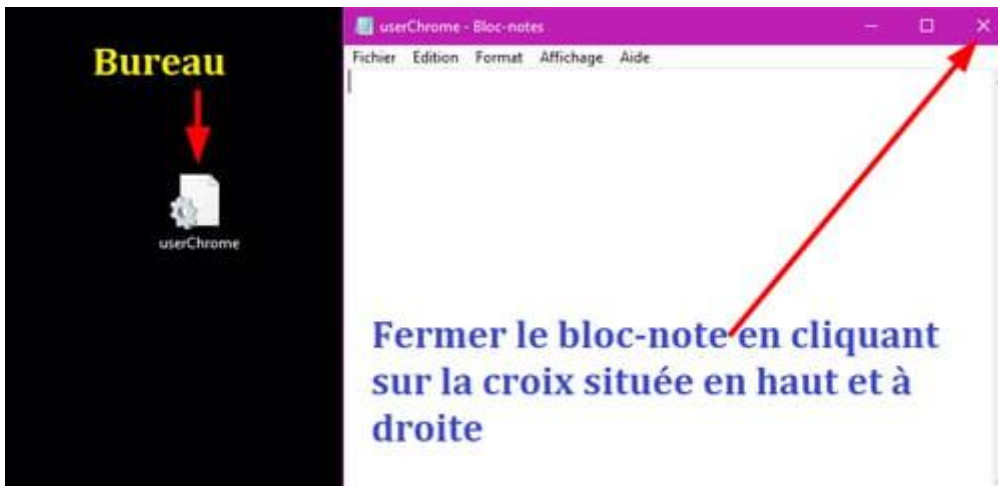 Bureau
userChrome
userChrome - Bloc-notes
Fichier Edition Format Affichage Aide
Fermer le bloc-note en cliquant
sur la croix située en haut et à
droite